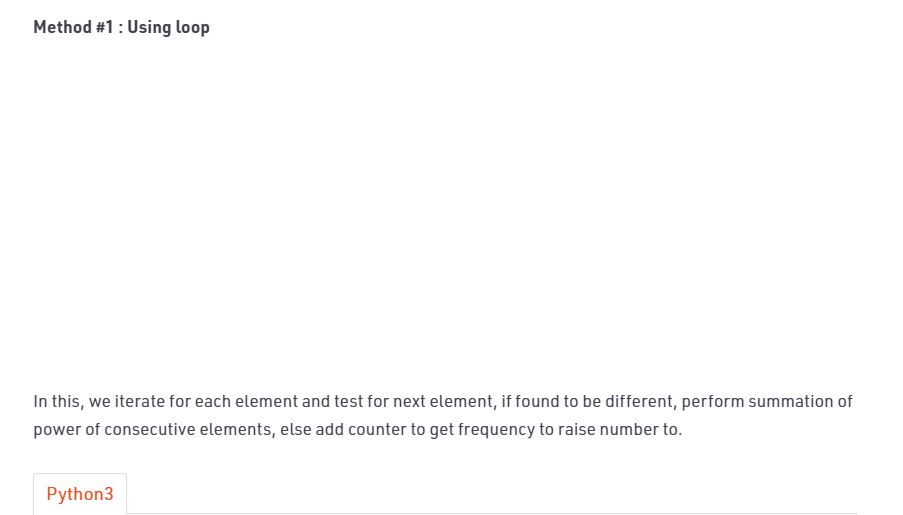 Method #1 : Using loop
In this, we iterate for each element and test for next element, if found to be different, perform summation of
power of consecutive elements, else add counter to get frequency to raise number to.
Python3